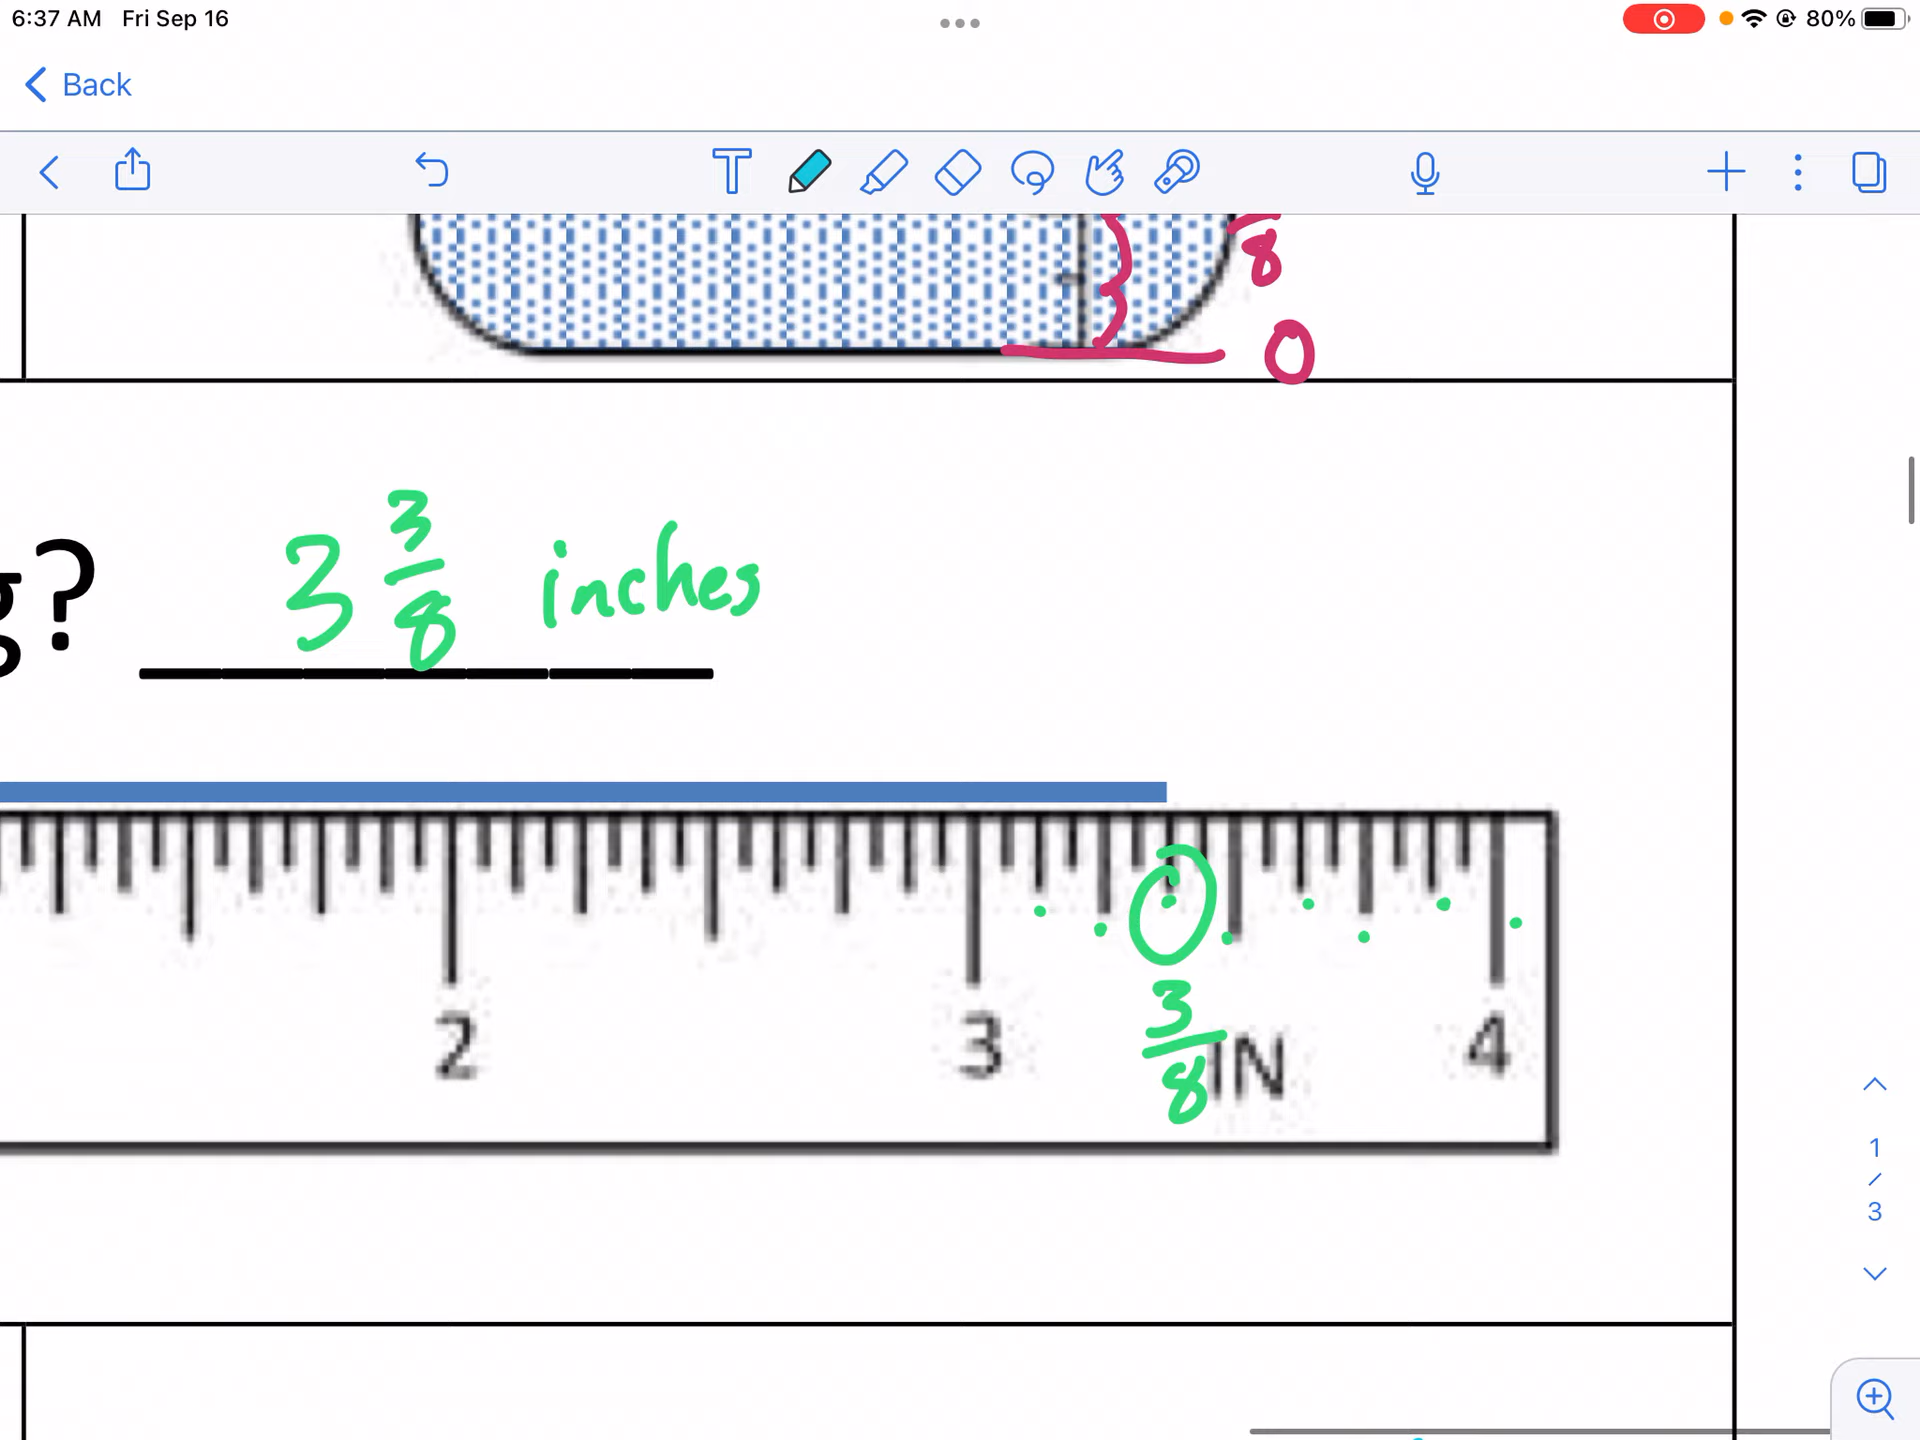 6:37 AM Fri Sep 16
80%
Back
T
8
0
g? 3 3/8 inches
2 3 IN 4
3/8
1
/
3